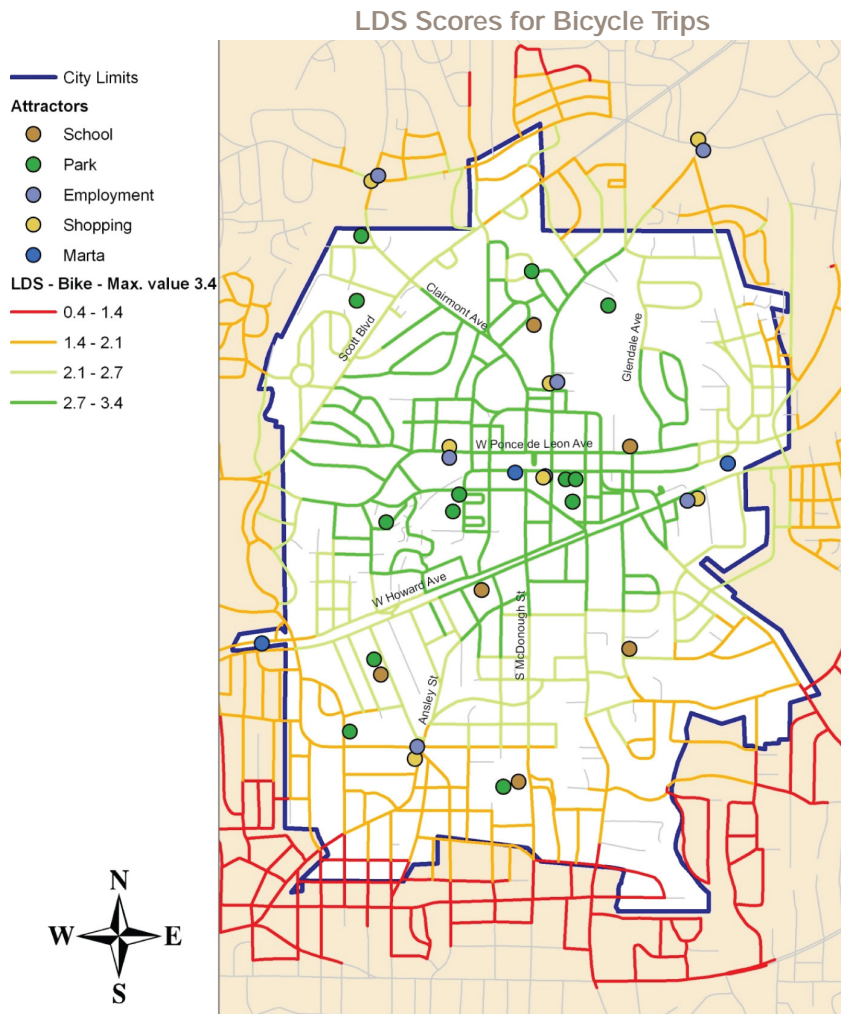 LDS Scores for Bicycle Trips
City Limits
Attractors
School
Park
Employment
Shopping
Marta
LDS - Bike - Max. value 3.4
0.4 - 1.4
1.4 - 2.1
2.1 - 2.7
2.7 - 3.4
Clairmont Ave
Scott Blvd
Glendale Ave
W Ponce de Leon Ave
W Howard Ave
S McDonough St
Ansley St
N
W
E
S